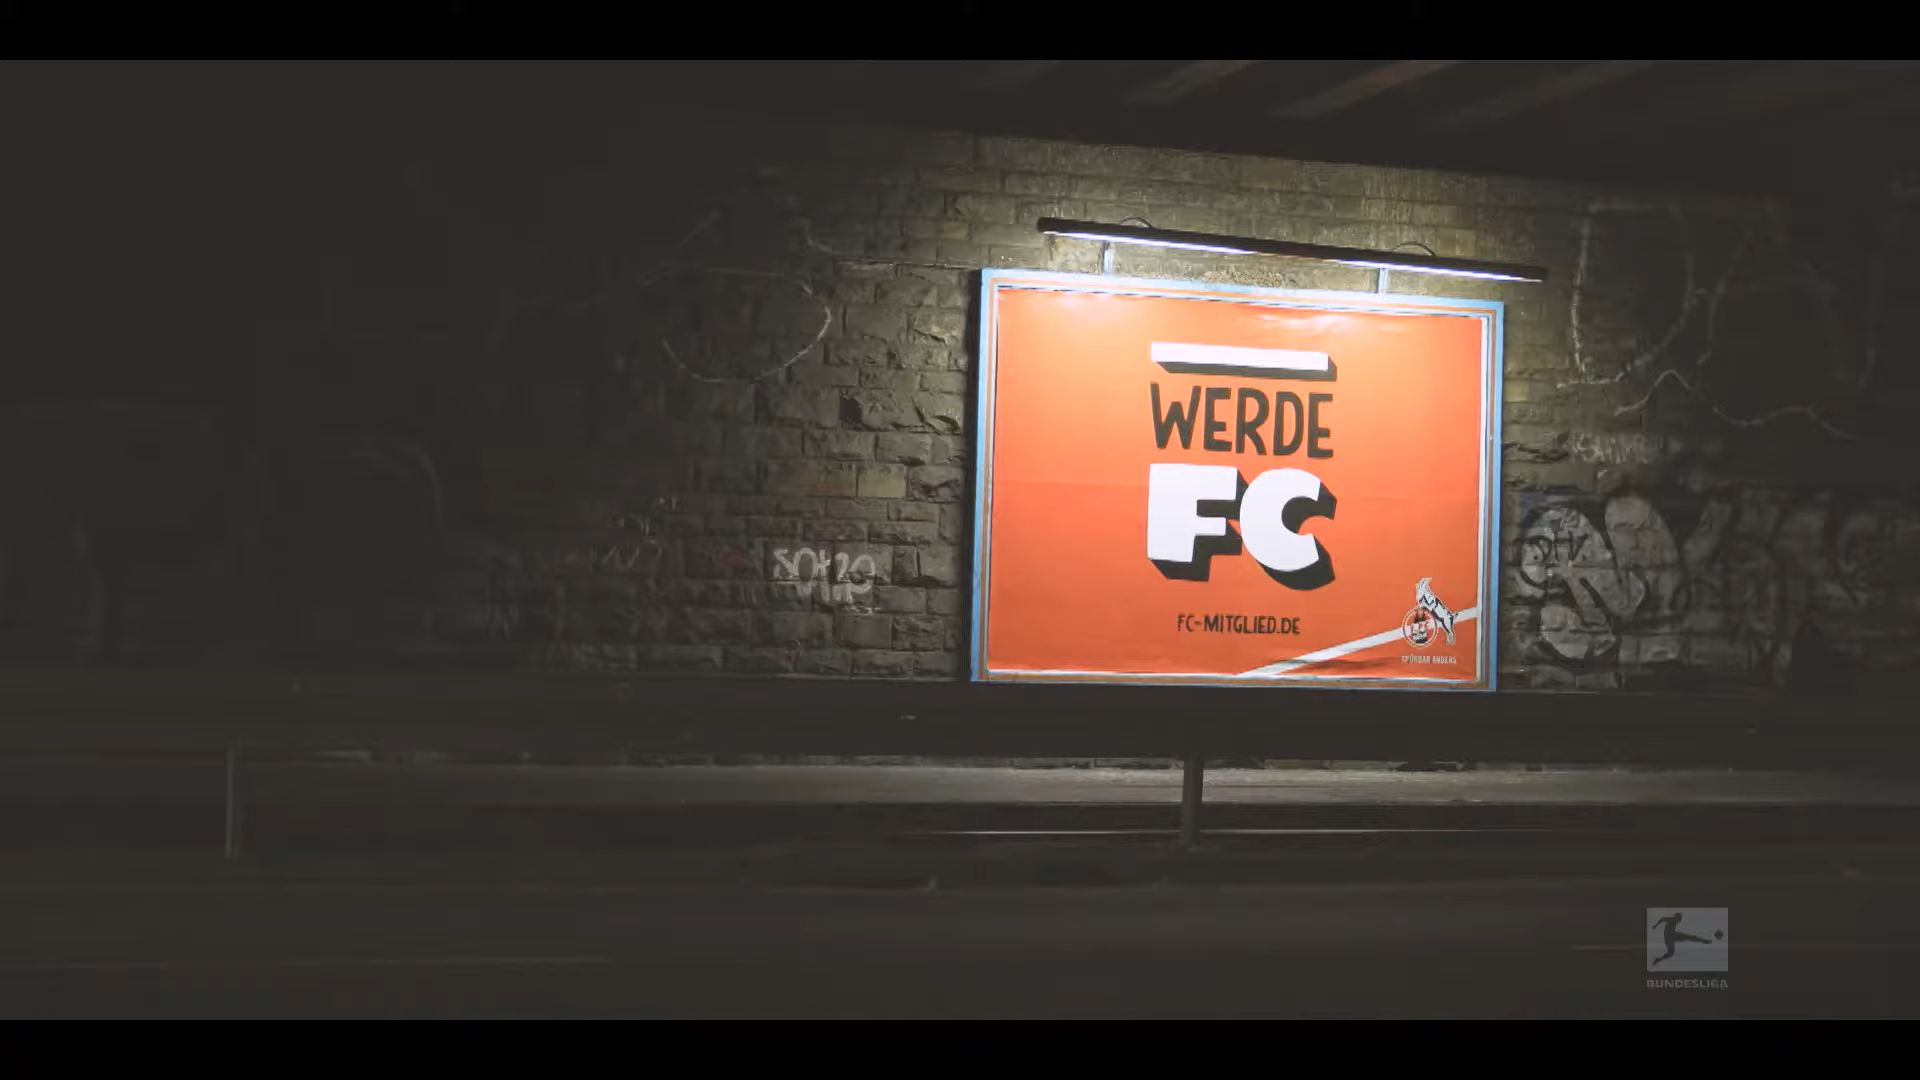 WERDE
FC
FC-MITGLIED.DE
SPÜRBAR ANDERS
BUNDESLIGA